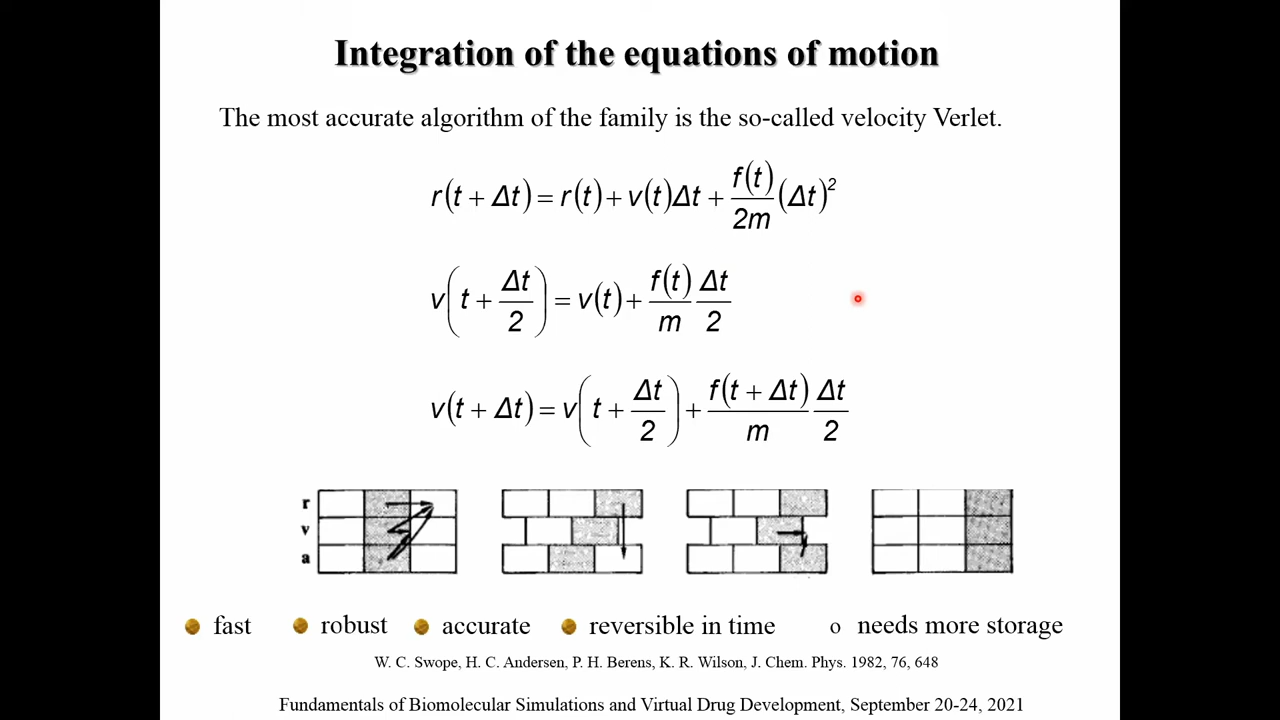 Integration of the equations of motion
The most accurate algorithm of the family is the so-called velocity Verlet.
r(t + Δt) = r(t) + v(t)Δt + f(t)/2m (Δt)²
v(t + Δt/2) = v(t) + f(t)/m Δt/2
v(t + Δt) = v(t + Δt/2) + f(t + Δt)/m Δt/2
r
v
a
fast robust accurate reversible in time o needs more storage
W. C. Swope, H. C. Andersen, P. H. Berens, K. R. Wilson, J. Chem. Phys. 1982, 76, 648
Fundamentals of Biomolecular Simulations and Virtual Drug Development, September 20-24, 2021